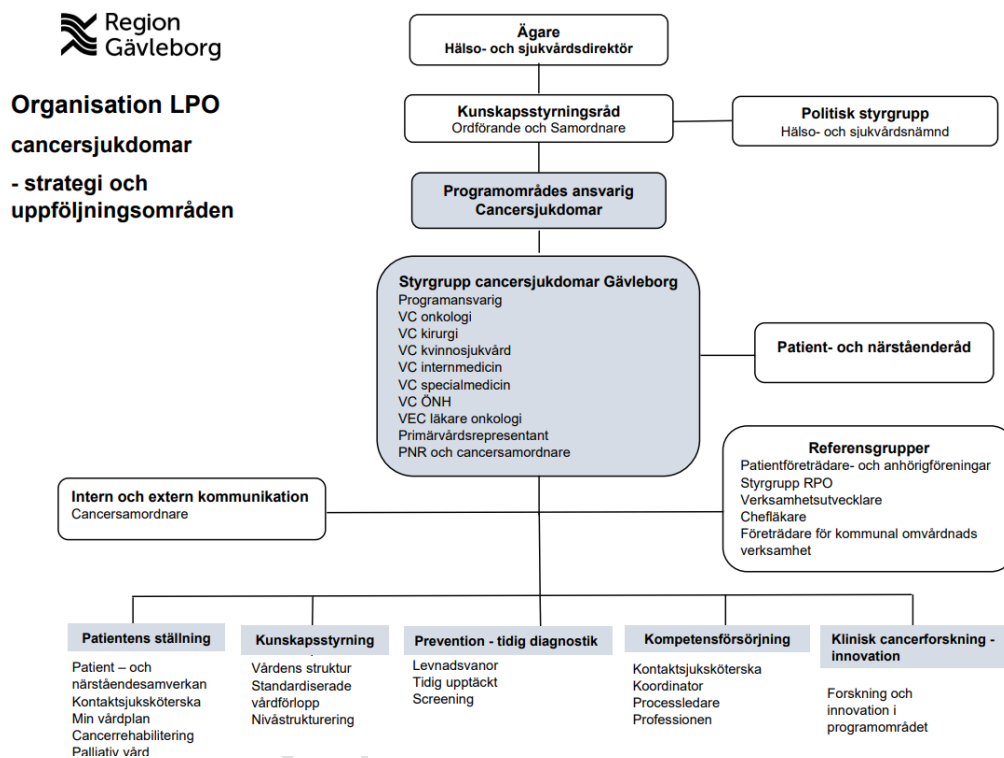 Region
Gävleborg
Organisation LPO
cancersjukdomar
- strategi och
uppföljningsområden
Ägare
Hälso- och sjukvårdsdirektör
Kunskapsstyrningsråd
Ordförande och Samordnare
Politisk styrgrupp
Hälso- och sjukvårdsnämnd
Programområdes ansvarig
Cancersjukdomar
Styrgrupp cancersjukdomar Gävleborg
Programansvarig
VC onkologi
VC kirurgi
VC kvinnosjukvård
VC internmedicin
VC specialmedicin
VC ÖNH
VEC läkare onkologi
Primärvårdsrepresentant
PNR och cancersamordnare
Patient- och närståenderåd
Referensgrupper
Patientföreträdare- och anhörigföreningar
Styrgrupp RPO
Verksamhetsutvecklare
Chefläkare
Företrädare för kommunal omvårdnads
verksamhet
Intern och extern kommunikation
Cancersamordnare
Patientens ställning
Patient – och
närståendesamverkan
Kontaktsjuksköterska
Min vårdplan
Cancerrehabilitering
Palliativ vård
Kunskapsstyrning
Vårdens struktur
Standardiserade
vårdförlopp
Nivåstrukturering
Prevention - tidig diagnostik
Levnadsvanor
Tidig upptäckt
Screening
Kompetensförsörjning
Kontaktsjuksköterska
Koordinator
Processledare
Professionen
Klinisk cancerforskning -
innovation
Forskning och
innovation i
programområdet